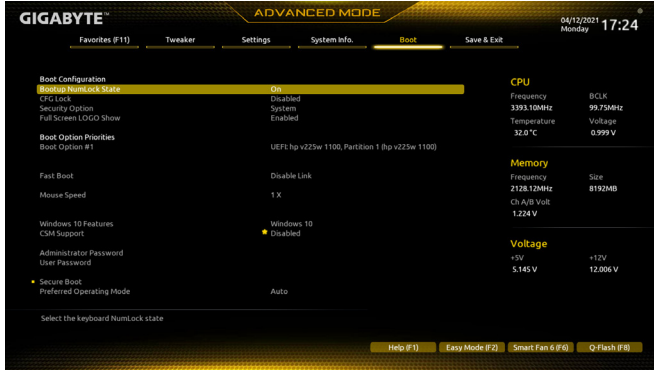 GIGABYTE™
ADVANCED MODE
04/12/2021 Monday 17:24
Favorites (F11) Tweaker Settings System Info. Boot Save & Exit
Boot Configuration
Bootup NumLock State On
CFG Lock Disabled
Security Option System
Full Screen LOGO Show Enabled
Boot Option Priorities
Boot Option #1 UEFI: hp v225w 1100, Partition 1 (hp v225w 1100)
Fast Boot Disable Link
Mouse Speed 1 X
Windows 10 Features Windows 10
CSM Support Disabled
Administrator Password
User Password
Secure Boot
Preferred Operating Mode Auto
Select the keyboard NumLock state
CPU
Frequency BCLK
3393.10MHz 99.75MHz
Temperature Voltage
32.0 °C 0.999 V
Memory
Frequency Size
2128.12MHz 8192MB
Ch A/B Volt
1.224 V
Voltage
+5V +12V
5.145 V 12.006 V
Help (F1) Easy Mode (F2) Smart Fan 6 (F6) Q-Flash (F8)